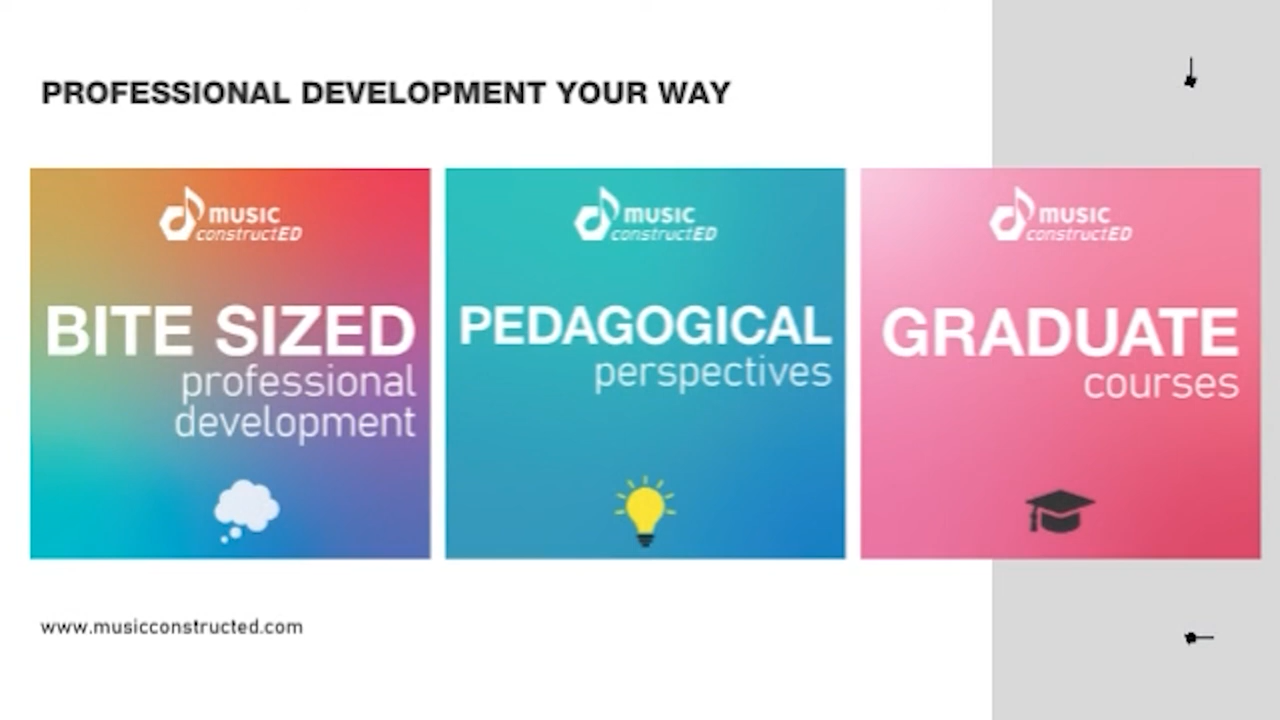 PROFESSIONAL DEVELOPMENT YOUR WAY
MUSIC
constructED
BITE SIZED
professional
development
MUSIC
constructED
PEDAGOGICAL
perspectives
MUSIC
constructED
GRADUATE
courses
www.musicconstructed.com